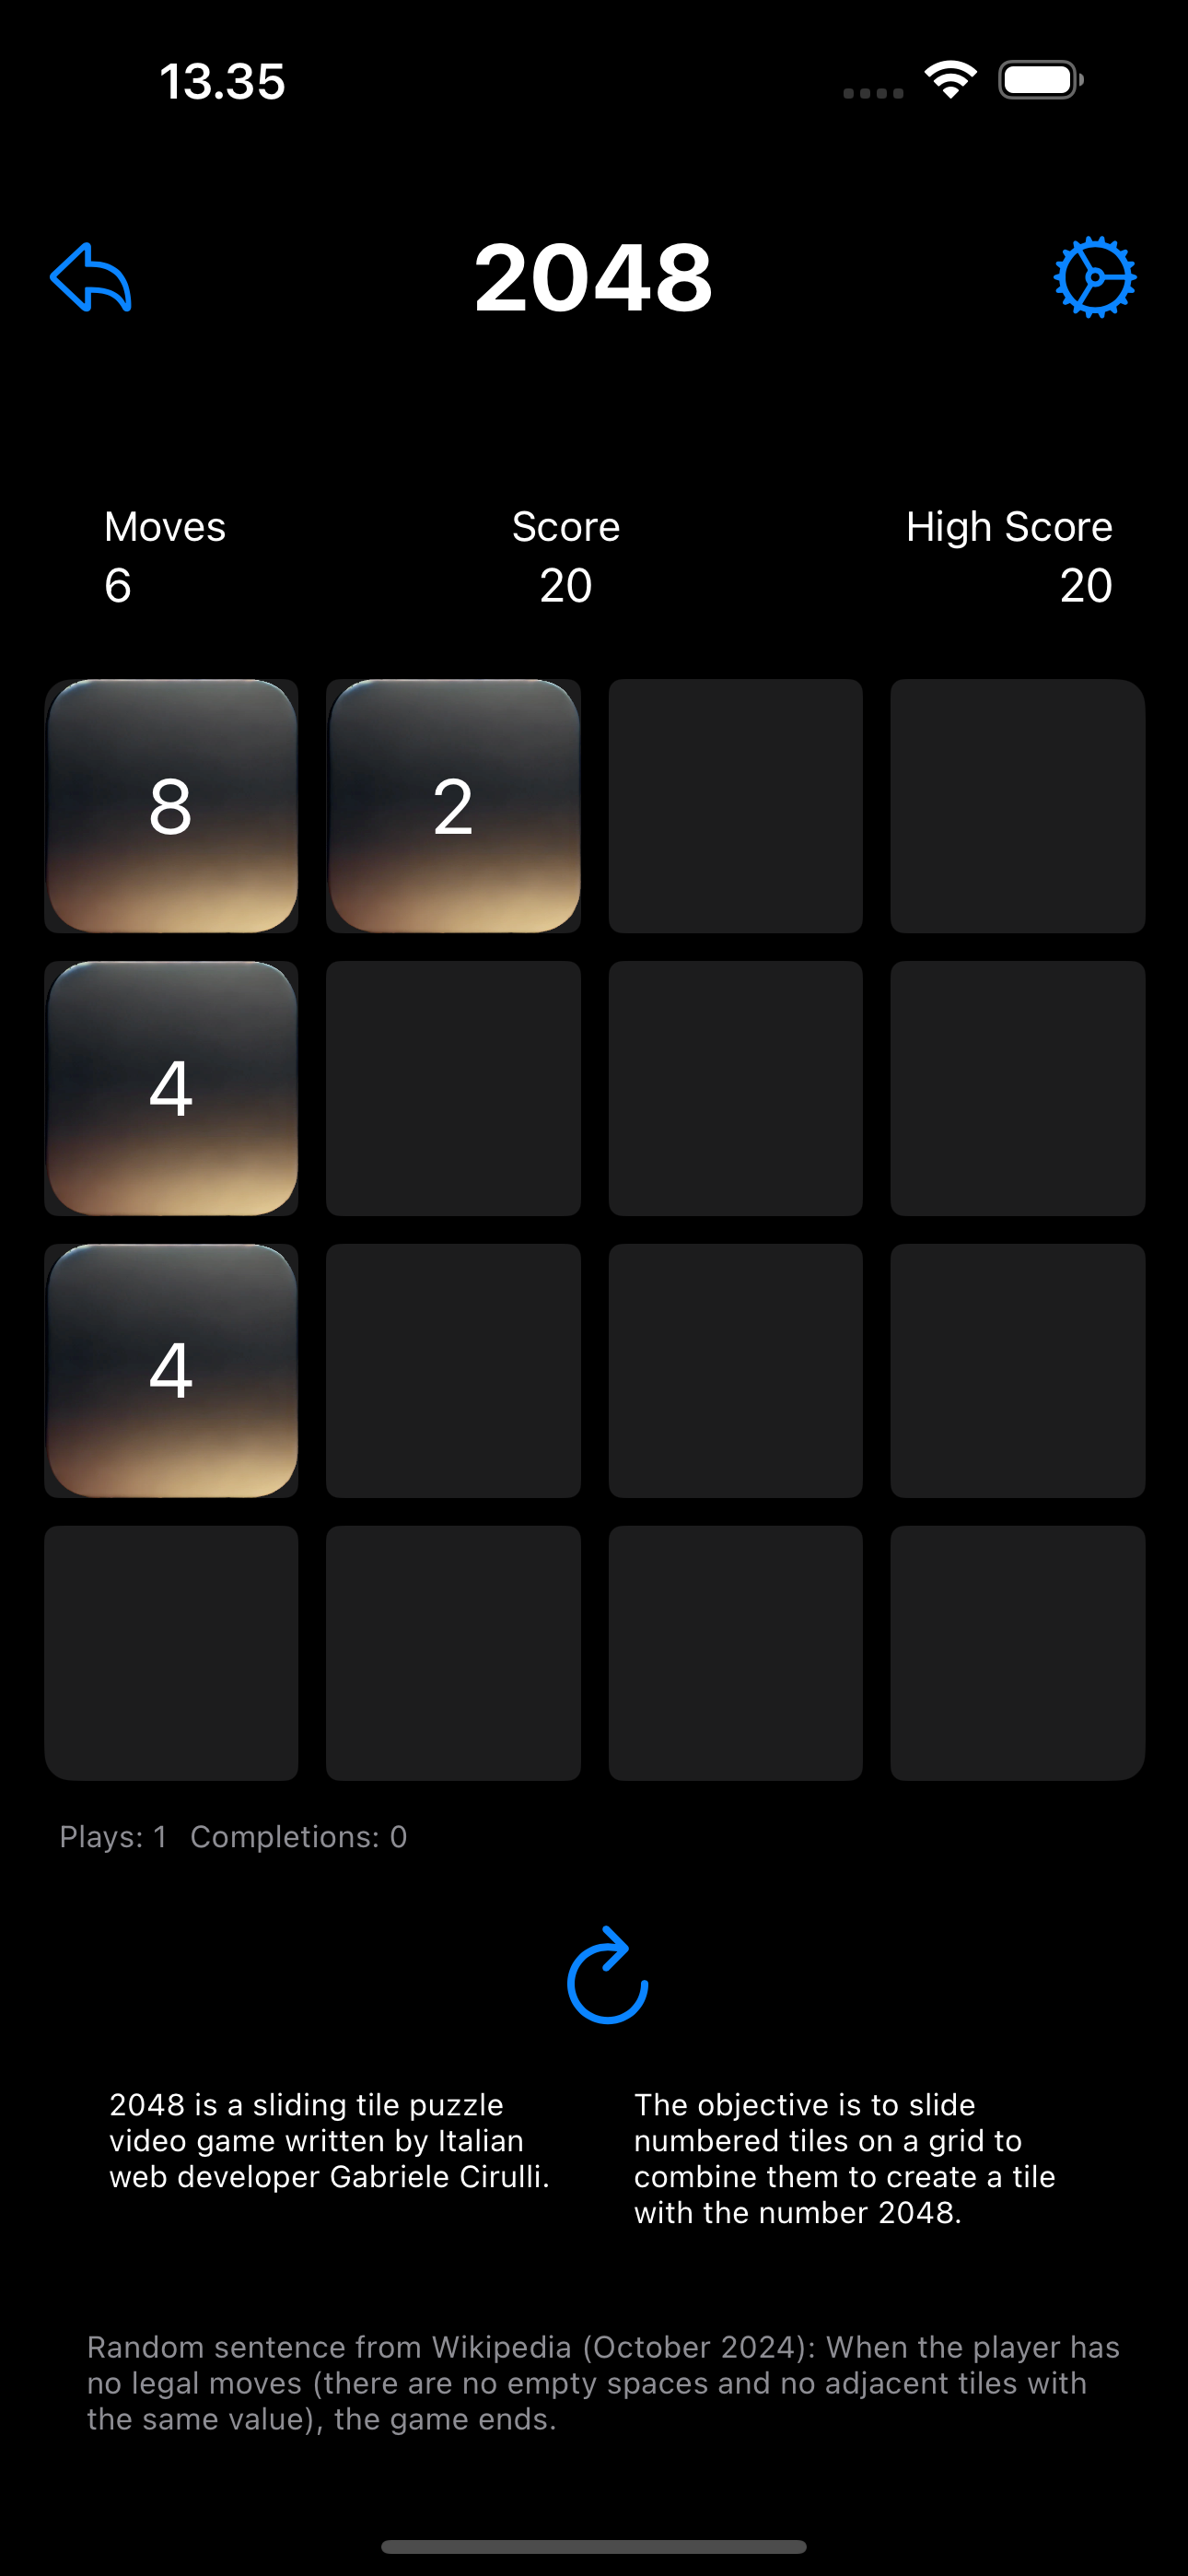 13.35
2048
Moves
6
Score
20
High Score
20
8 2
4
4
Plays: 1 Completions: 0
2048 is a sliding tile puzzle
video game written by Italian
web developer Gabriele Cirulli.
The objective is to slide
numbered tiles on a grid to
combine them to create a tile
with the number 2048.
Random sentence from Wikipedia (October 2024): When the player has
no legal moves (there are no empty spaces and no adjacent tiles with
the same value), the game ends.